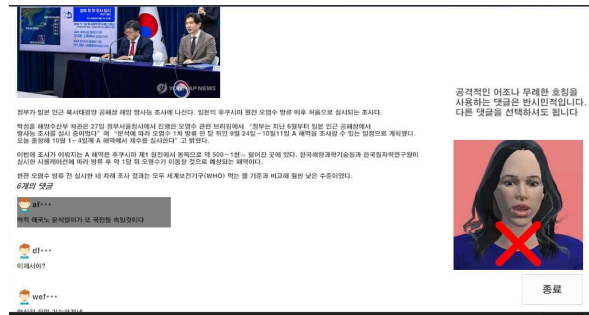 YONHAP NEWS
정부가 일본 인근 북서태평양 공해상 해양 방사능 조사에 나선다. 일본의 후쿠시마 원전 오염수 방류 이후 처음으로 실시되는 조사다.
박성훈 해양수산부 차관은 27일 정부서울청사에서 진행한 오염수 관련 브리핑에서 "정부는 지난 6월부터 일본 인근 공해상에서
방사능 조사를 실시 중이었다" 며 "분석에 따라 오염수 1차 방류 한 달 뒤인 9월 24일~10월11일 A 해역을 조사로 할 수 있는 일정으로 계획했다.
오늘 출항해 10월 1~4일께 A 해역에서 채수를 실시한다" 고 밝혔다.
이번에 조사가 이뤄지는 A 해역은 후쿠시마 제1 원전에서 동쪽으로 약 500~1천㎞ 떨어진 곳에 있다. 한국해양과학기술원과 한국원자력연구원이
실시한 시뮬레이션에 따라 방류 후 약 1달 뒤 오염수가 이동할 것으로 예상되는 해역이다.
한편 오염수 방류 전 실시한 네 차례 조사 결과는 모두 세계보건기구(WHO) 먹는 물 기준과 비교해 훨씬 낮은 수준이었다.
6개의 댓글
af***
매국노 윤석열이가 또 국민들 속일것이다
df***
이제서야?
wef***
공격적인 어조나 무례한 호칭을
사용하는 댓글은 반시민적입니다.
다른 댓글을 선택하셔도 됩니다
종료